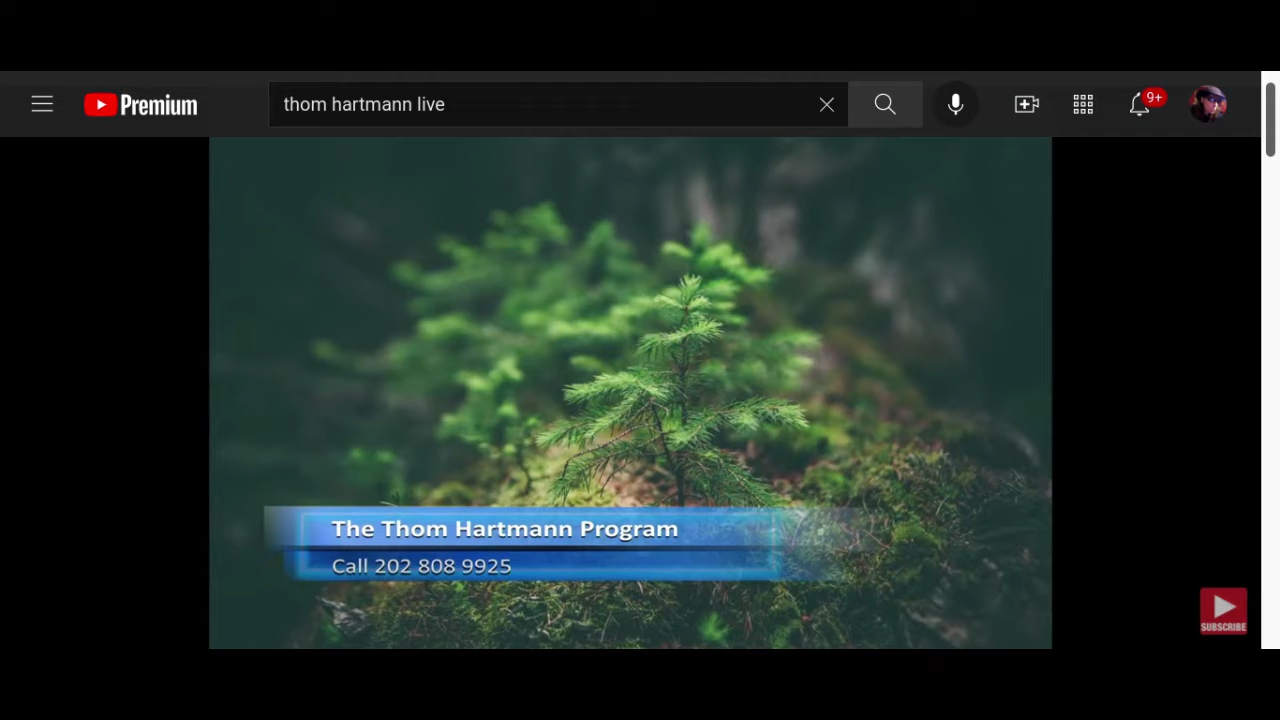 Premium
thom hartmann live
9+
The Thom Hartmann Program
Call 202 808 9925
SUBSCRIBE